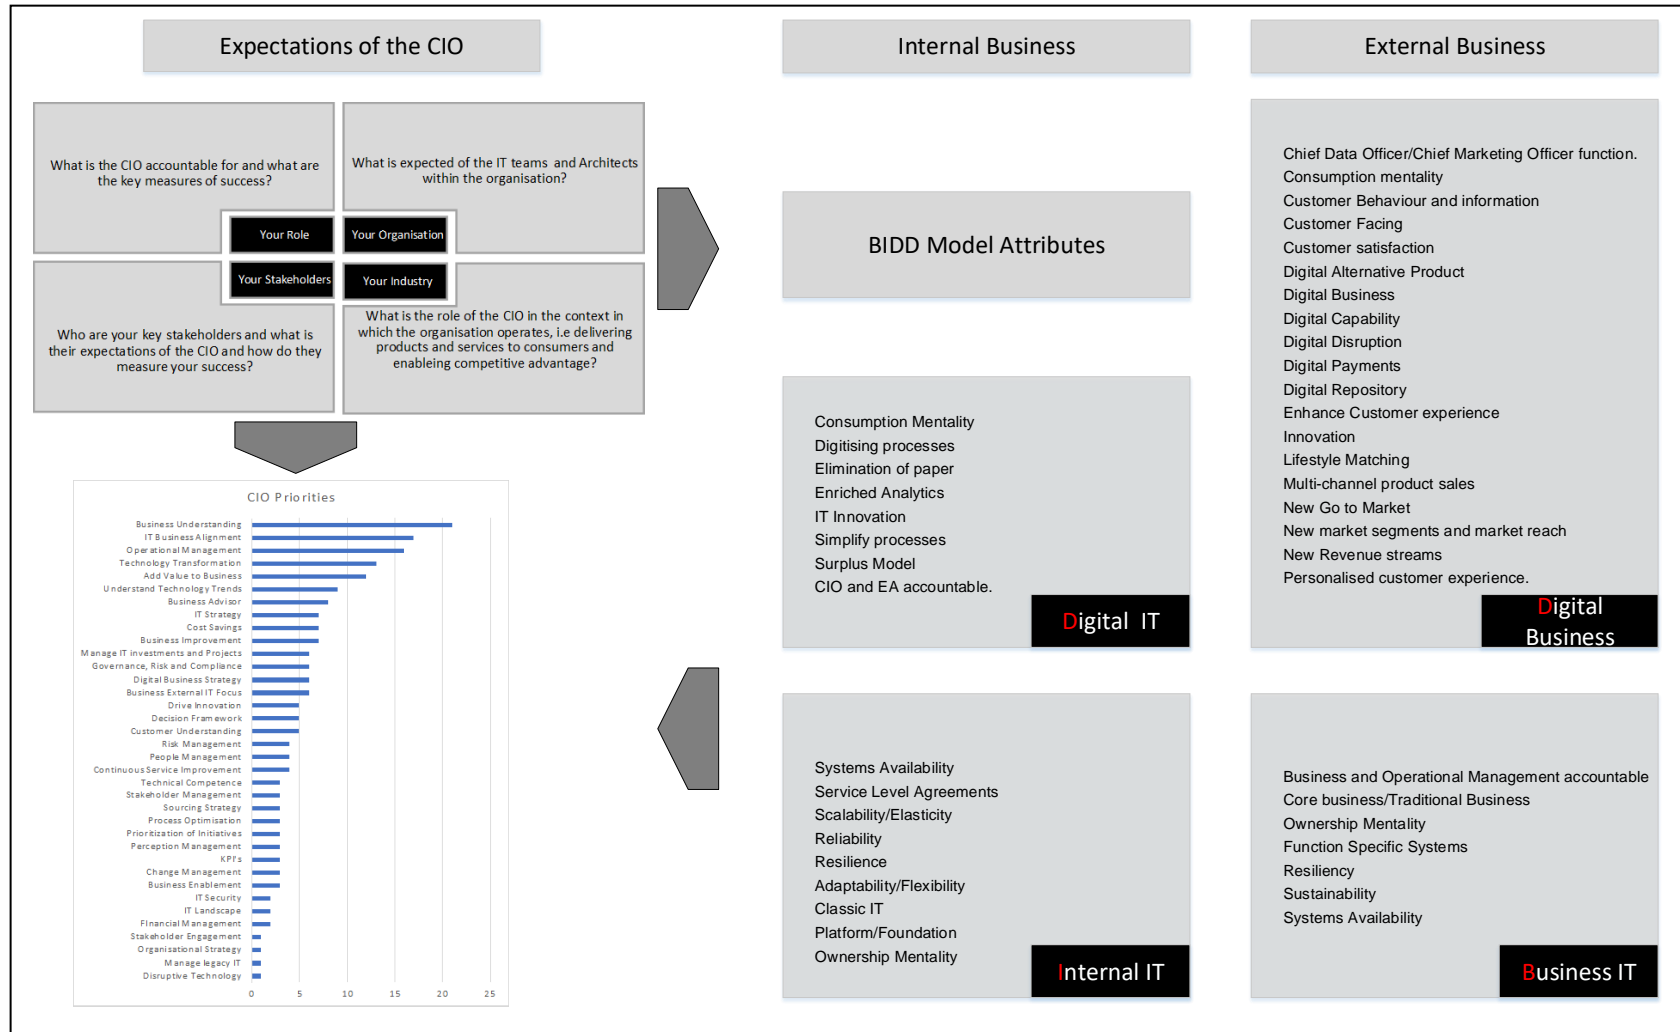 Expectations of the CIO
Internal Business
External Business
What is the CIO accountable for and what are
the key measures of success?
What is expected of the IT teams and Architects
within the organisation?
Your Role
Your Organisation
Your Stakeholders
Your Industry
Who are your key stakeholders and what is
their expectations of the CIO and how do they
measure your success?
What is the role of the CIO in the context in
which the organisation operates, i.e delivering
products and services to consumers and
enableing competitive advantage?
CIO Priorities
Business Understanding
IT Business Alignment
Operational Management
Technology Transformation
Add Value to Business
Understand Technology Trends
Business Advisor
IT Strategy
Cost Savings
Business Improvement
Manage IT investments and Projects
Governance, Risk and Compliance
Digital Business Strategy
Business External IT Focus
Drive Innovation
Decision Framework
Customer Understanding
Risk Management
People Management
Continuous Service Improvement
Technical Competence
Stakeholder Management
Sourcing Strategy
Process Optimisation
Prioritization of Initiatives
Perception Management
KPI's
Change Management
Business Enablement
IT Security
IT Landscape
FInancial Management
Stakeholder Engagement
Organisational Strategy
Manage legacy IT
Disruptive Technology
0 5 10 15 20 25
BIDD Model Attributes
Consumption Mentality
Digitising processes
Elimination of paper
Enriched Analytics
IT Innovation
Simplify processes
Surplus Model
CIO and EA accountable.
Digital IT
Systems Availability
Service Level Agreements
Scalability/Elasticity
Reliability
Resilience
Adaptability/Flexibility
Classic IT
Platform/Foundation
Ownership Mentality
Internal IT
Chief Data Officer/Chief Marketing Officer function.
Consumption mentality
Customer Behaviour and information
Customer Facing
Customer satisfaction
Digital Alternative Product
Digital Business
Digital Capability
Digital Disruption
Digital Payments
Digital Repository
Enhance Customer experience
Innovation
Lifestyle Matching
Multi-channel product sales
New Go to Market
New market segments and market reach
New Revenue streams
Personalised customer experience.
Digital
Business
Business and Operational Management accountable
Core business/Traditional Business
Ownership Mentality
Function Specific Systems
Resiliency
Sustainability
Systems Availability
Business IT